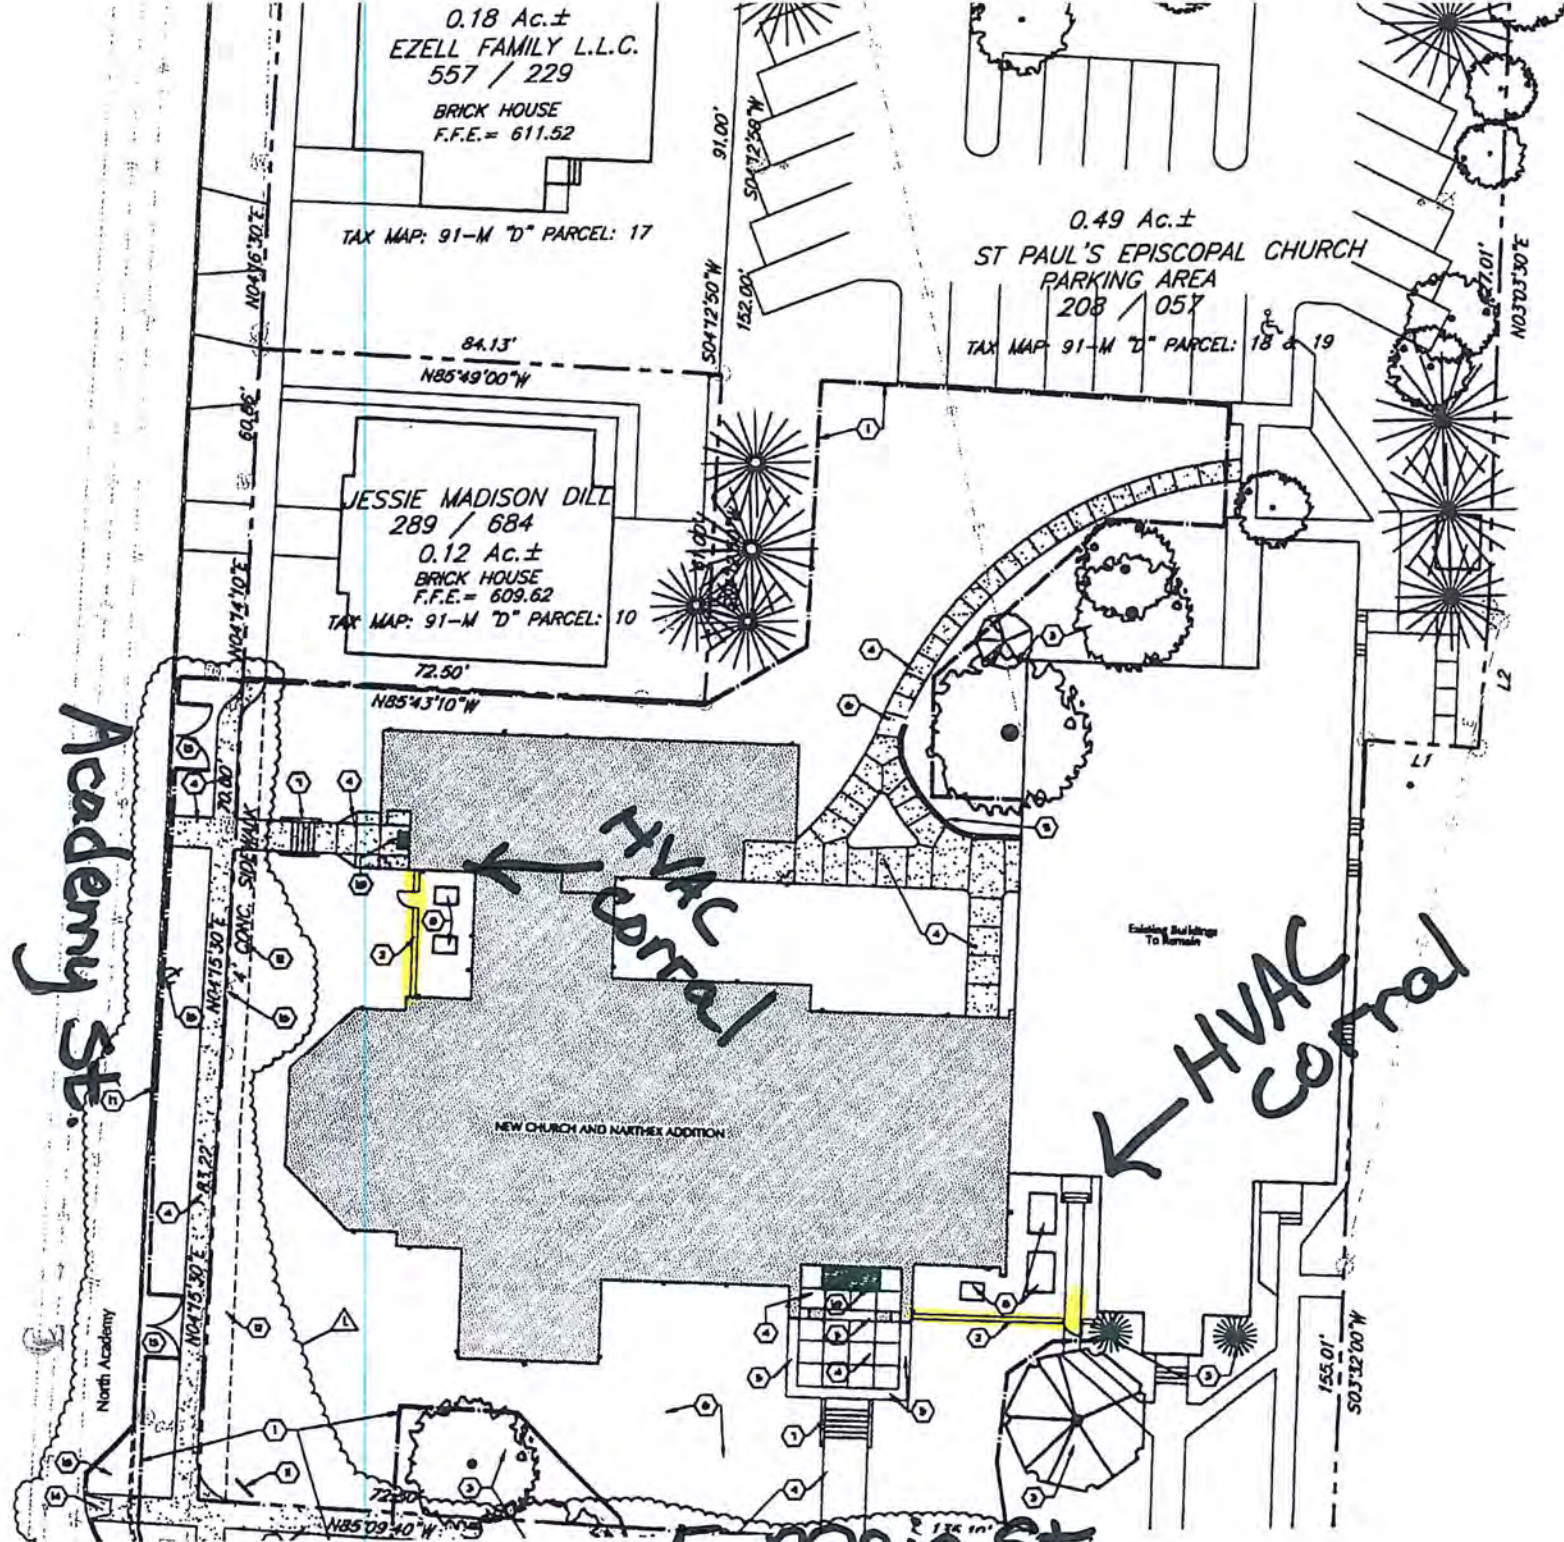 0.18 Ac.±
EZELL FAMILY L.L.C.
557 / 229
BRICK HOUSE
F.F.E.= 611.52
TAX MAP: 91-M "D" PARCEL: 17
N04°16'30"E
91.00'
S04°12'58"W
0.49 Ac.±
ST PAUL'S EPISCOPAL CHURCH
PARKING AREA
208 / 057
TAX MAP 91-M "D" PARCEL: 18 & 19
N03°03'30"E
S04°12'50"W
152.00'
84.13'
N85°49'00"W
60.66'
JESSIE MADISON DILL
289 / 684
0.12 Ac.±
BRICK HOUSE
F.F.E.= 609.62
TAX MAP: 91-M "D" PARCEL: 10
N04°14'10"E
72.50'
N85°43'10"W
L2
L1
Academy St.
70.00'
4' CONC. SIDEWALK
N04°15'30"E
HVAC
Corral
Existing Buildings
To Remain
HVAC
Corral
NEW CHURCH AND NARTHEX ADDITION
83.22'
N04°15'30"E
North Academy
155.01'
S03°32'00"W
72.50'
N85°09'40"W